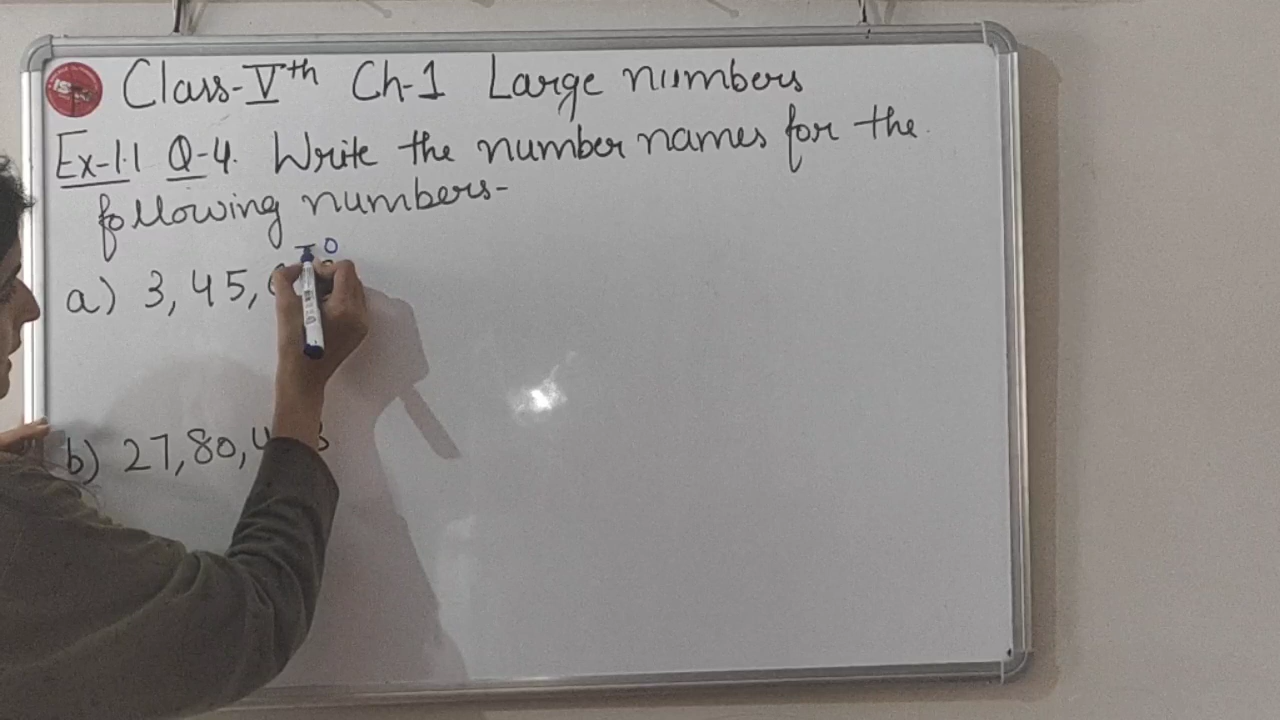 Class-Vth Ch-1 Large numbers
Ex-1.1 Q-4. Write the number names for the
following numbers-
O
a) 3,45,
b) 27,80,4